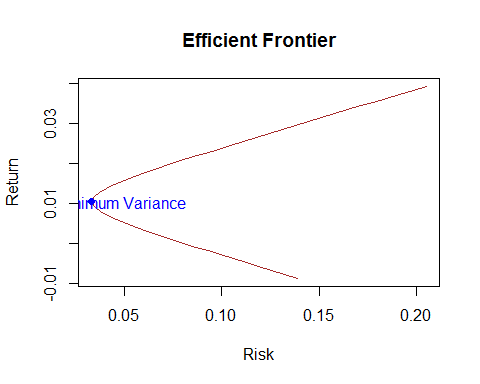 Efficient Frontier
Return
0.03
0.01
-0.01
nimum Variance
0.05
0.10
0.15
0.20
Risk